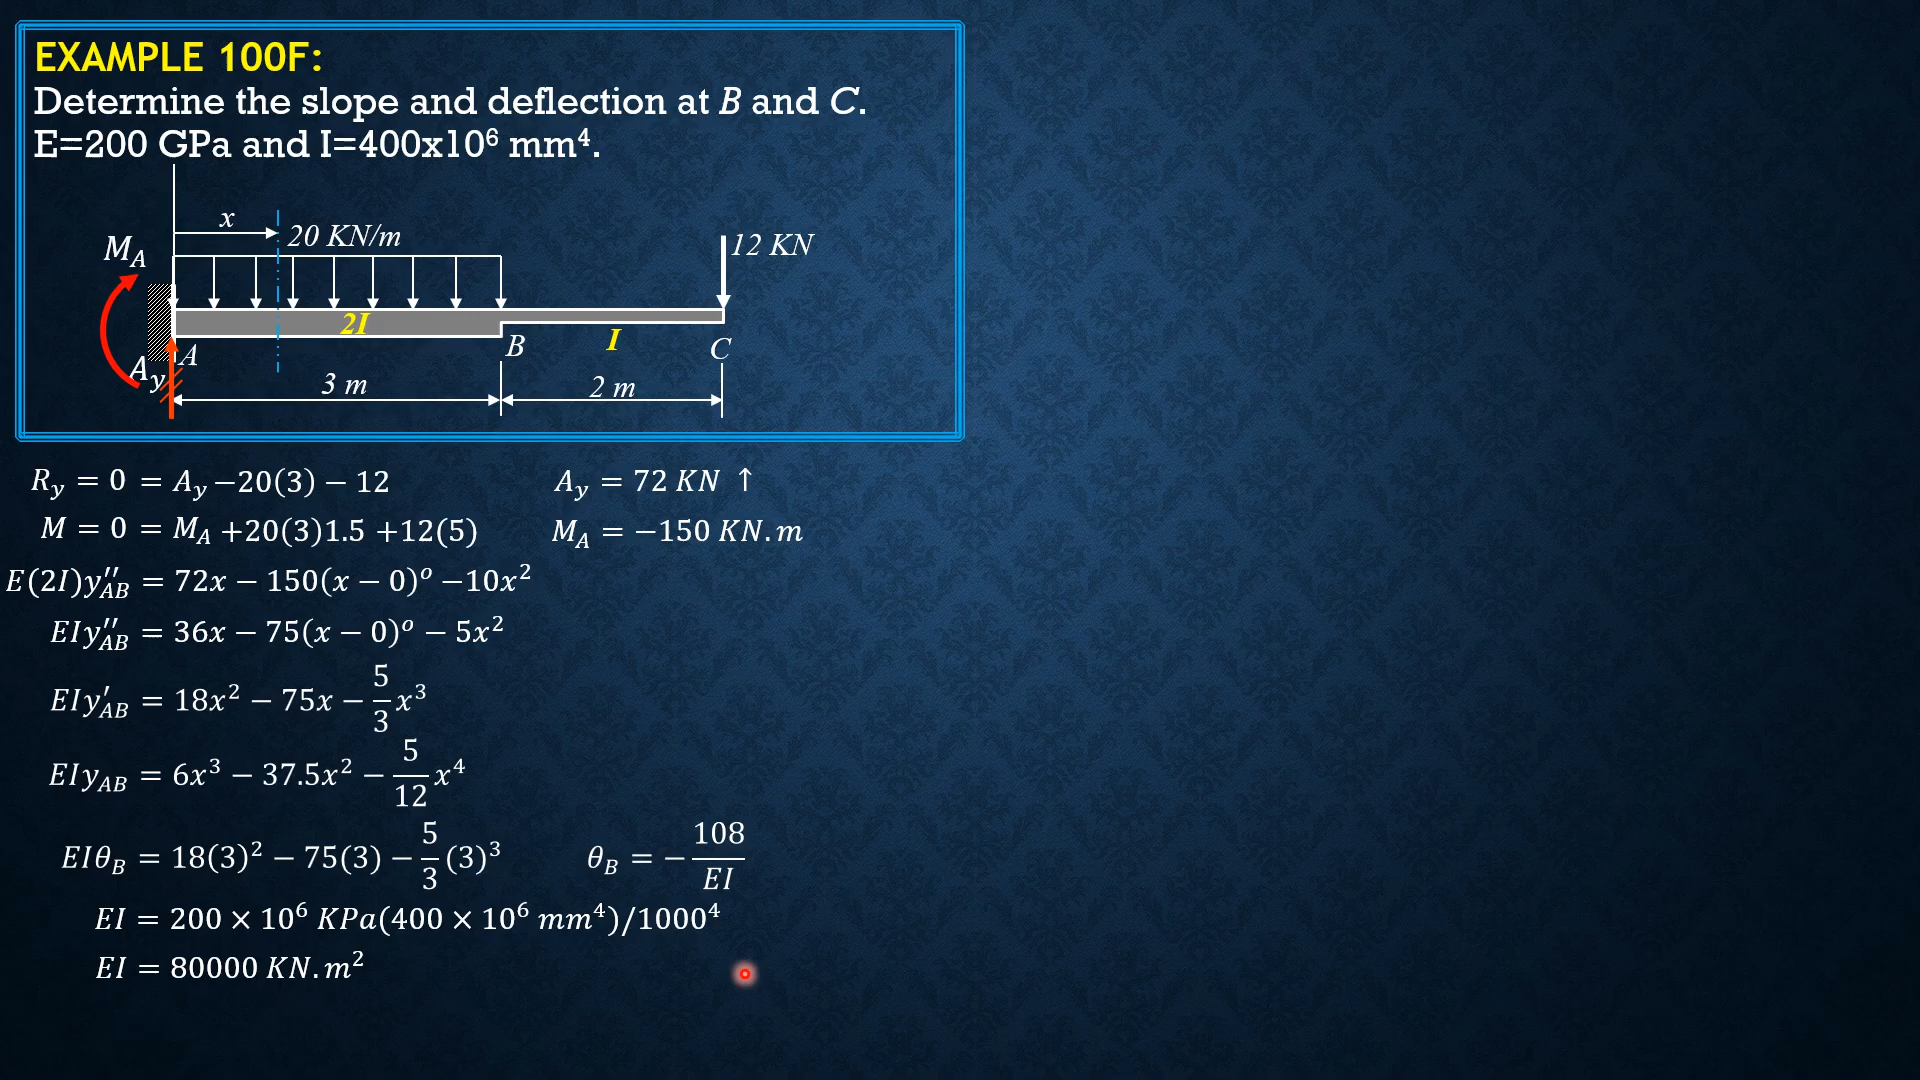 EXAMPLE 100F:
Determine the slope and deflection at B and C.
E=200 GPa and I=400x10⁶ mm⁴.
x
20 KN/m
12 KN
M_A
2I
I
A
B
C
A_y
3 m
2 m
R_y = 0 = A_y −20(3) − 12
A_y = 72 KN ↑
M = 0 = M_A +20(3)1.5 +12(5)
M_A = −150 KN.m
E(2I)y″_AB = 72x − 150(x − 0)ᵒ −10x²
EIy″_AB = 36x − 75(x − 0)ᵒ − 5x²
EIy′_AB = 18x² − 75x − 5/3 x³
EIy_AB = 6x³ − 37.5x² − 5/12 x⁴
EIθ_B = 18(3)² − 75(3) − 5/3 (3)³
θ_B = − 108/EI
EI = 200 × 10⁶ KPa(400 × 10⁶ mm⁴)/1000⁴
EI = 80000 KN.m²